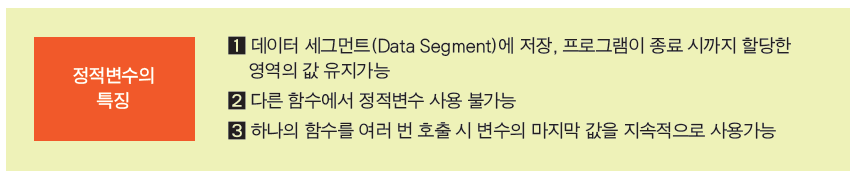 정적변수의
특징
1 데이터 세그먼트(Data Segment)에 저장, 프로그램이 종료 시까지 할당한
영역의 값 유지가능
2 다른 함수에서 정적변수 사용 불가능
3 하나의 함수를 여러 번 호출 시 변수의 마지막 값을 지속적으로 사용가능